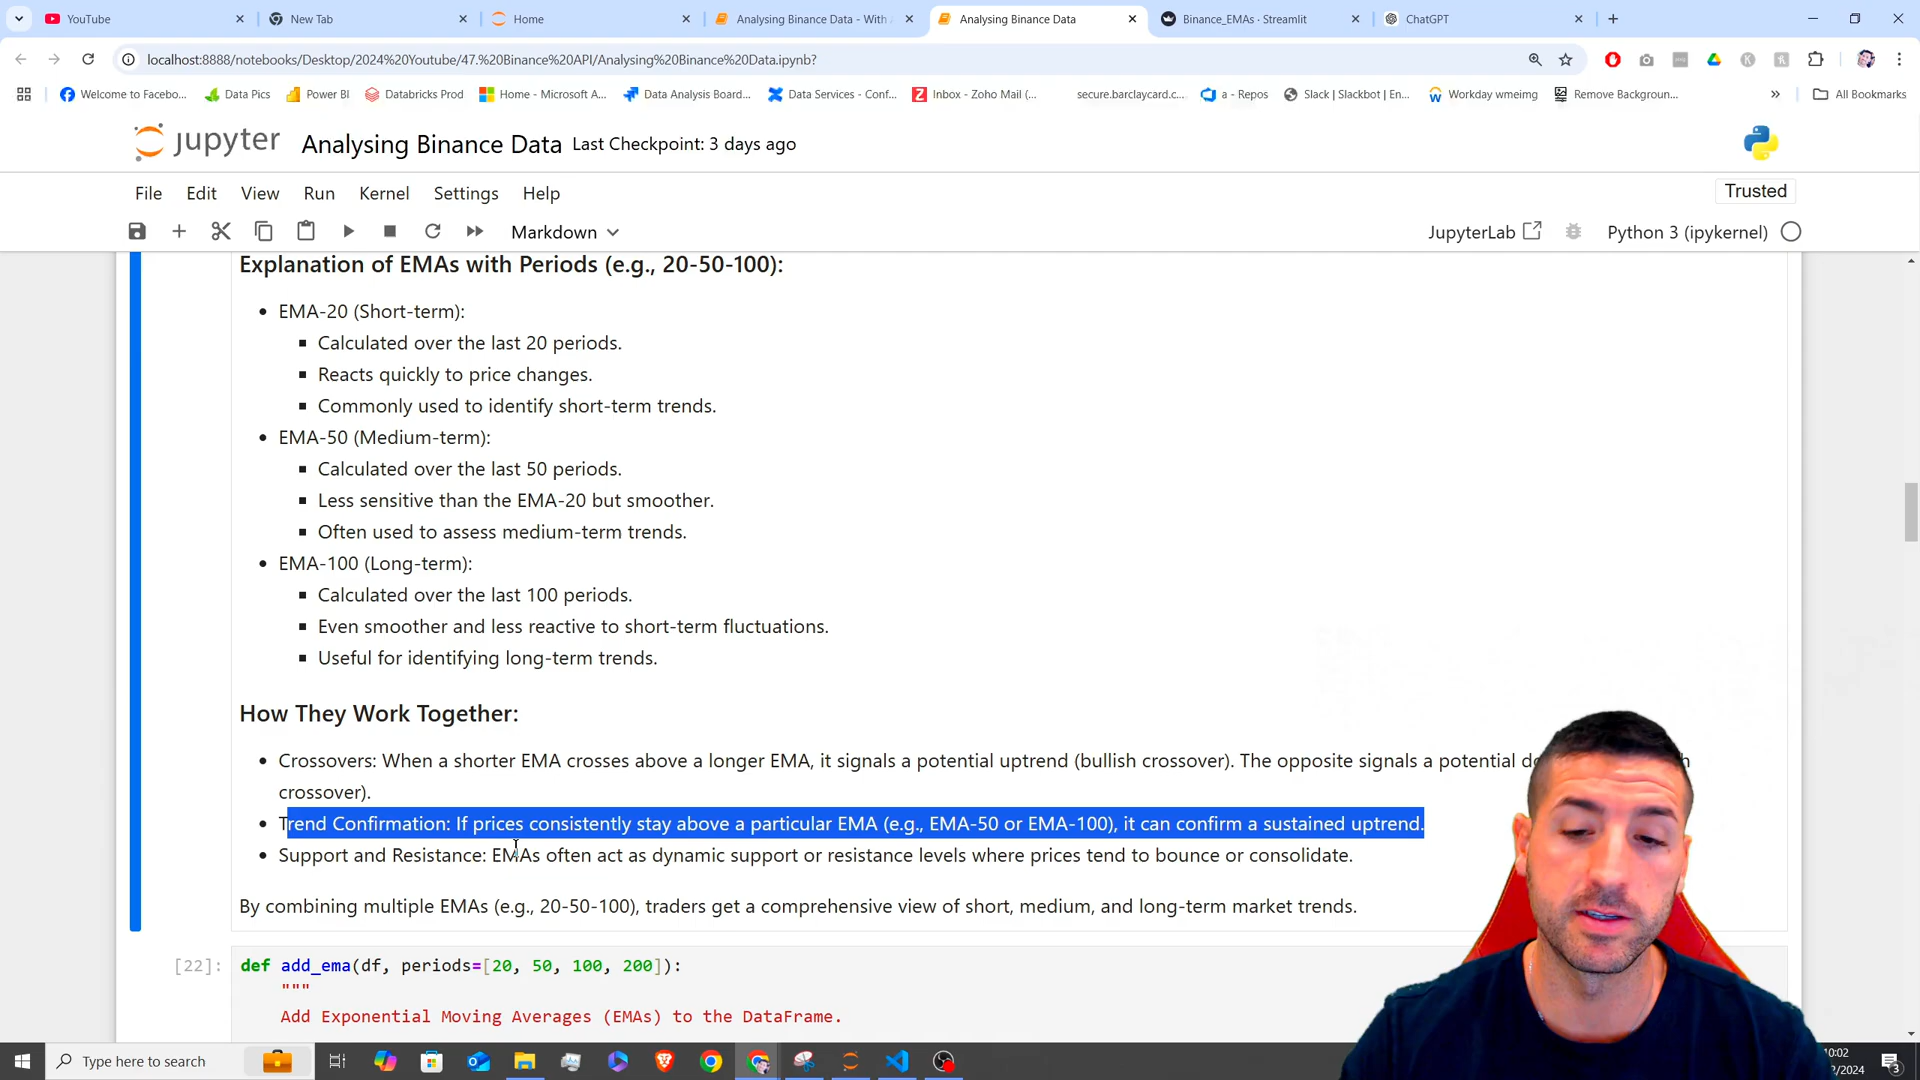 YouTube
New Tab
Home
Analysing Binance Data - With
Analysing Binance Data
Binance_EMAs · Streamlit
ChatGPT
localhost:8888/notebooks/Desktop/2024%20Youtube/47.%20Binance%20API/Analysing%20Binance%20Data.ipynb?
Welcome to Facebo...
Data Pics
Power BI
Databricks Prod
Home - Microsoft A...
Data Analysis Board...
Data Services - Conf...
Inbox - Zoho Mail (...
secure.barclaycard.c...
a - Repos
Slack | Slackbot | En...
Workday wmeimg
Remove Backgroun...
All Bookmarks
jupyter
Analysing Binance Data
Last Checkpoint: 3 days ago
File
Edit
View
Run
Kernel
Settings
Help
Trusted
Markdown
JupyterLab
Python 3 (ipykernel)
Explanation of EMAs with Periods (e.g., 20-50-100):
EMA-20 (Short-term):
Calculated over the last 20 periods.
Reacts quickly to price changes.
Commonly used to identify short-term trends.
EMA-50 (Medium-term):
Calculated over the last 50 periods.
Less sensitive than the EMA-20 but smoother.
Often used to assess medium-term trends.
EMA-100 (Long-term):
Calculated over the last 100 periods.
Even smoother and less reactive to short-term fluctuations.
Useful for identifying long-term trends.
How They Work Together:
Crossovers: When a shorter EMA crosses above a longer EMA, it signals a potential uptrend (bullish crossover). The opposite signals a potential
crossover).
Trend Confirmation: If prices consistently stay above a particular EMA (e.g., EMA-50 or EMA-100), it can confirm a sustained uptrend.
Support and Resistance: EMAs often act as dynamic support or resistance levels where prices tend to bounce or consolidate.
By combining multiple EMAs (e.g., 20-50-100), traders get a comprehensive view of short, medium, and long-term market trends.
[22]:
def add_ema(df, periods=[20, 50, 100, 200]):
"""
Add Exponential Moving Averages (EMAs) to the DataFrame.
Type here to search
10:02
/2024
3